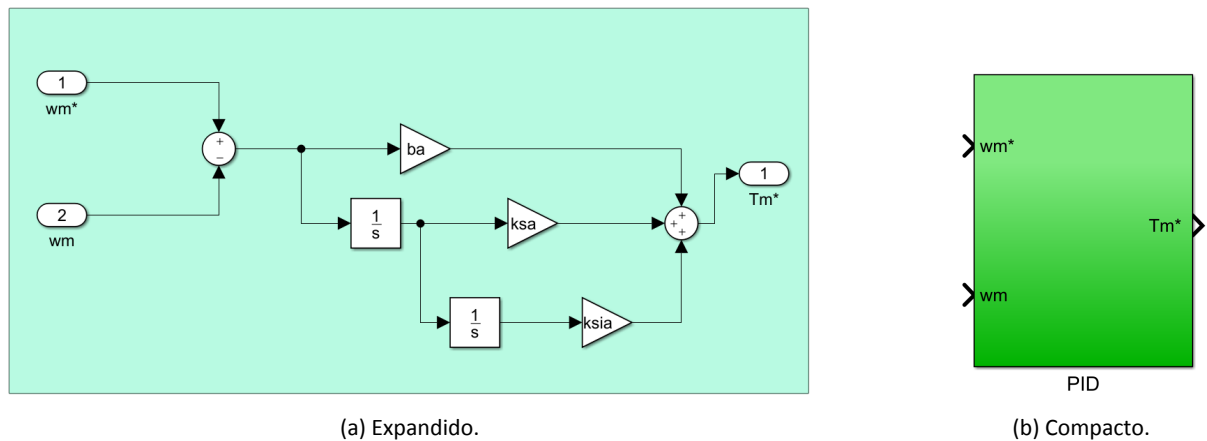 1
wm*
+
−
2
wm
ba
1
s
ksa
1
s
ksia
+
+
+
1
Tm*
(a) Expandido.
wm*
wm
Tm*
PID
(b) Compacto.